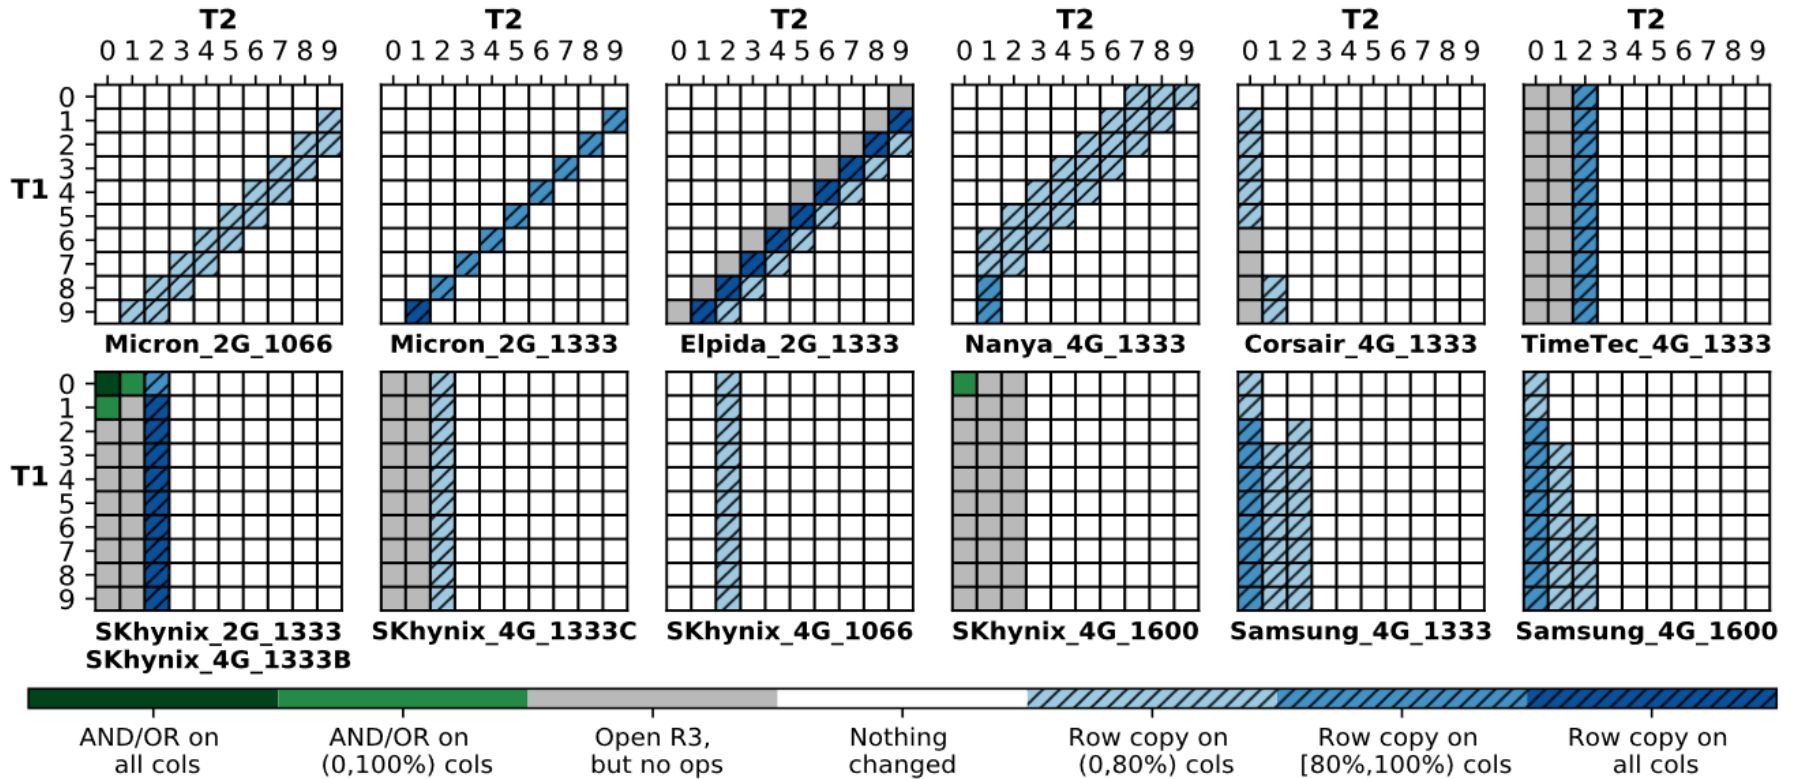 T2 T2 T2 T2 T2 T2
0 1 2 3 4 5 6 7 8 9 0 1 2 3 4 5 6 7 8 9 0 1 2 3 4 5 6 7 8 9 0 1 2 3 4 5 6 7 8 9 0 1 2 3 4 5 6 7 8 9 0 1 2 3 4 5 6 7 8 9
0
1
2
3
T1 4
5
6
7
8
9
Micron_2G_1066 Micron_2G_1333 Elpida_2G_1333 Nanya_4G_1333 Corsair_4G_1333 TimeTec_4G_1333
0
1
2
3
T1 4
5
6
7
8
9
SKhynix_2G_1333 SKhynix_4G_1333C SKhynix_4G_1066 SKhynix_4G_1600 Samsung_4G_1333 Samsung_4G_1600
SKhynix_4G_1333B
AND/OR on AND/OR on Open R3, Nothing Row copy on Row copy on Row copy on
all cols (0,100%) cols but no ops changed (0,80%) cols [80%,100%) cols all cols